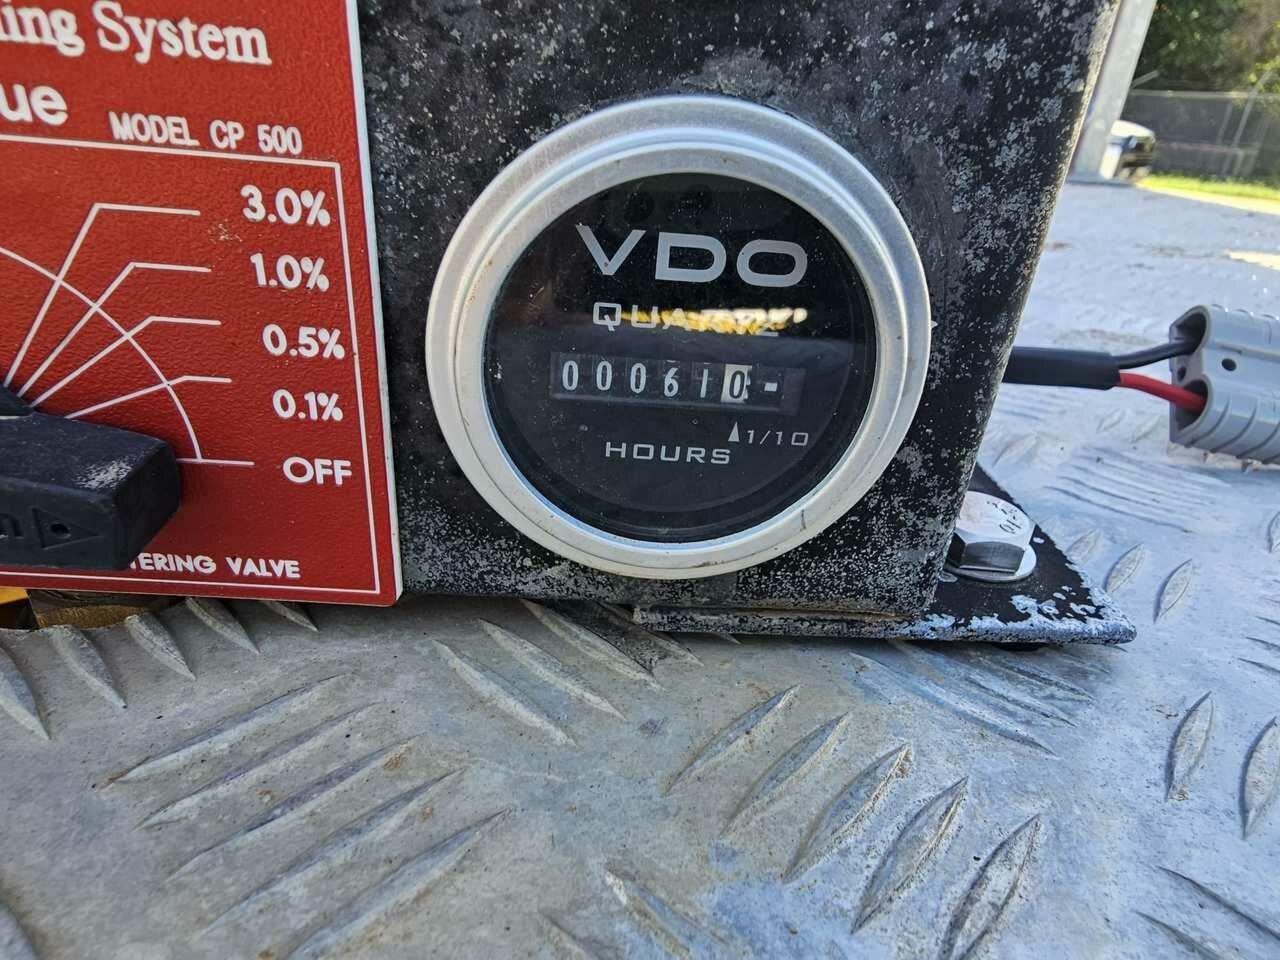 ing System
ue
MODEL CP 500
3.0%
1.0%
0.5%
0.1%
OFF
TERING VALVE
VDO
QUARTZ
000610
1/10
HOURS